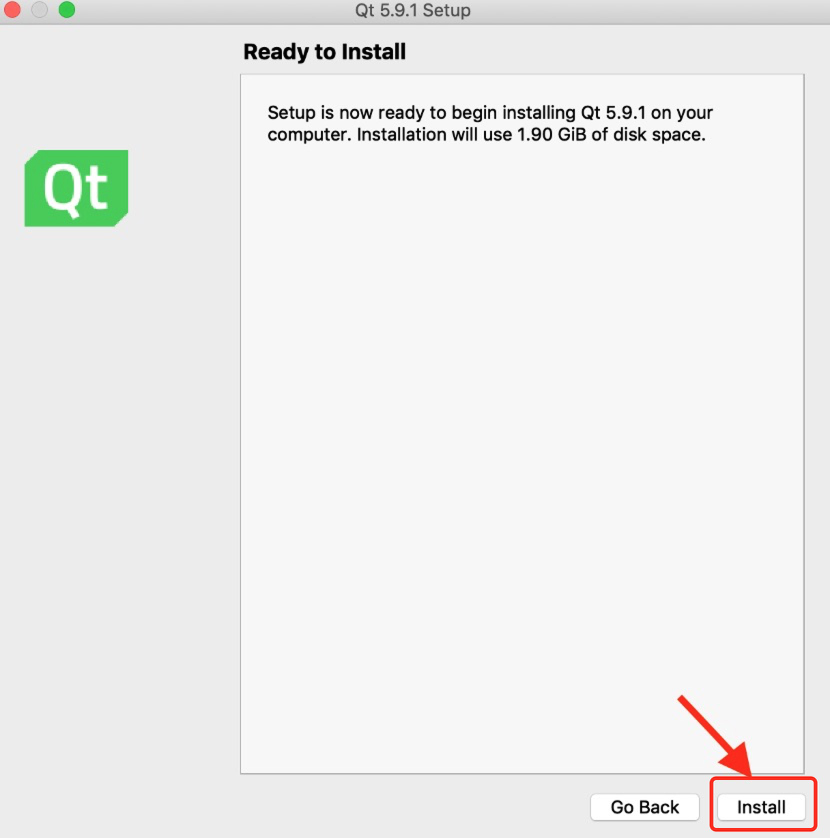 Qt 5.9.1 Setup
Ready to Install
Setup is now ready to begin installing Qt 5.9.1 on your
computer. Installation will use 1.90 GiB of disk space.
Qt
Go Back
Install